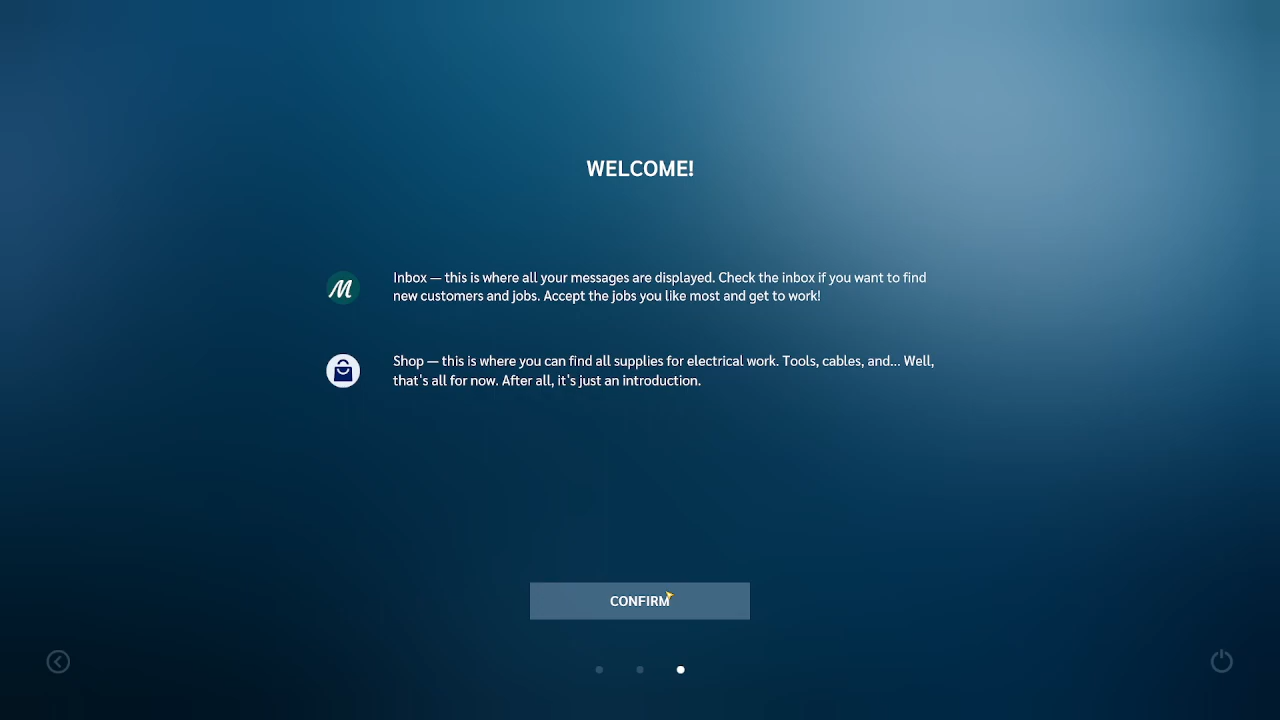 WELCOME!
Inbox — this is where all your messages are displayed. Check the inbox if you want to find
new customers and jobs. Accept the jobs you like most and get to work!
Shop — this is where you can find all supplies for electrical work. Tools, cables, and... Well,
that's all for now. After all, it's just an introduction.
CONFIRM